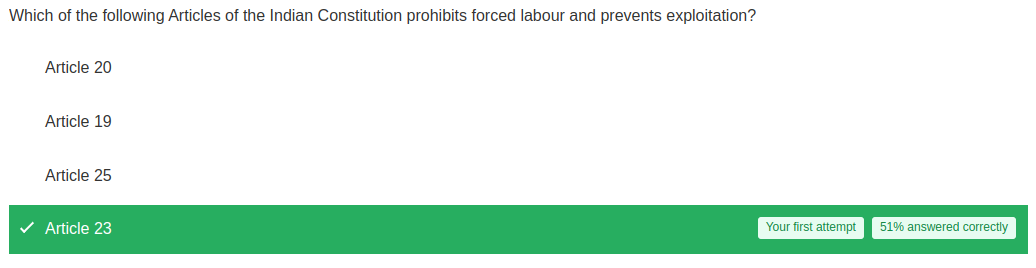 Which of the following Articles of the Indian Constitution prohibits forced labour and prevents exploitation?
Article 20
Article 19
Article 25
Article 23 Your first attempt 51% answered correctly